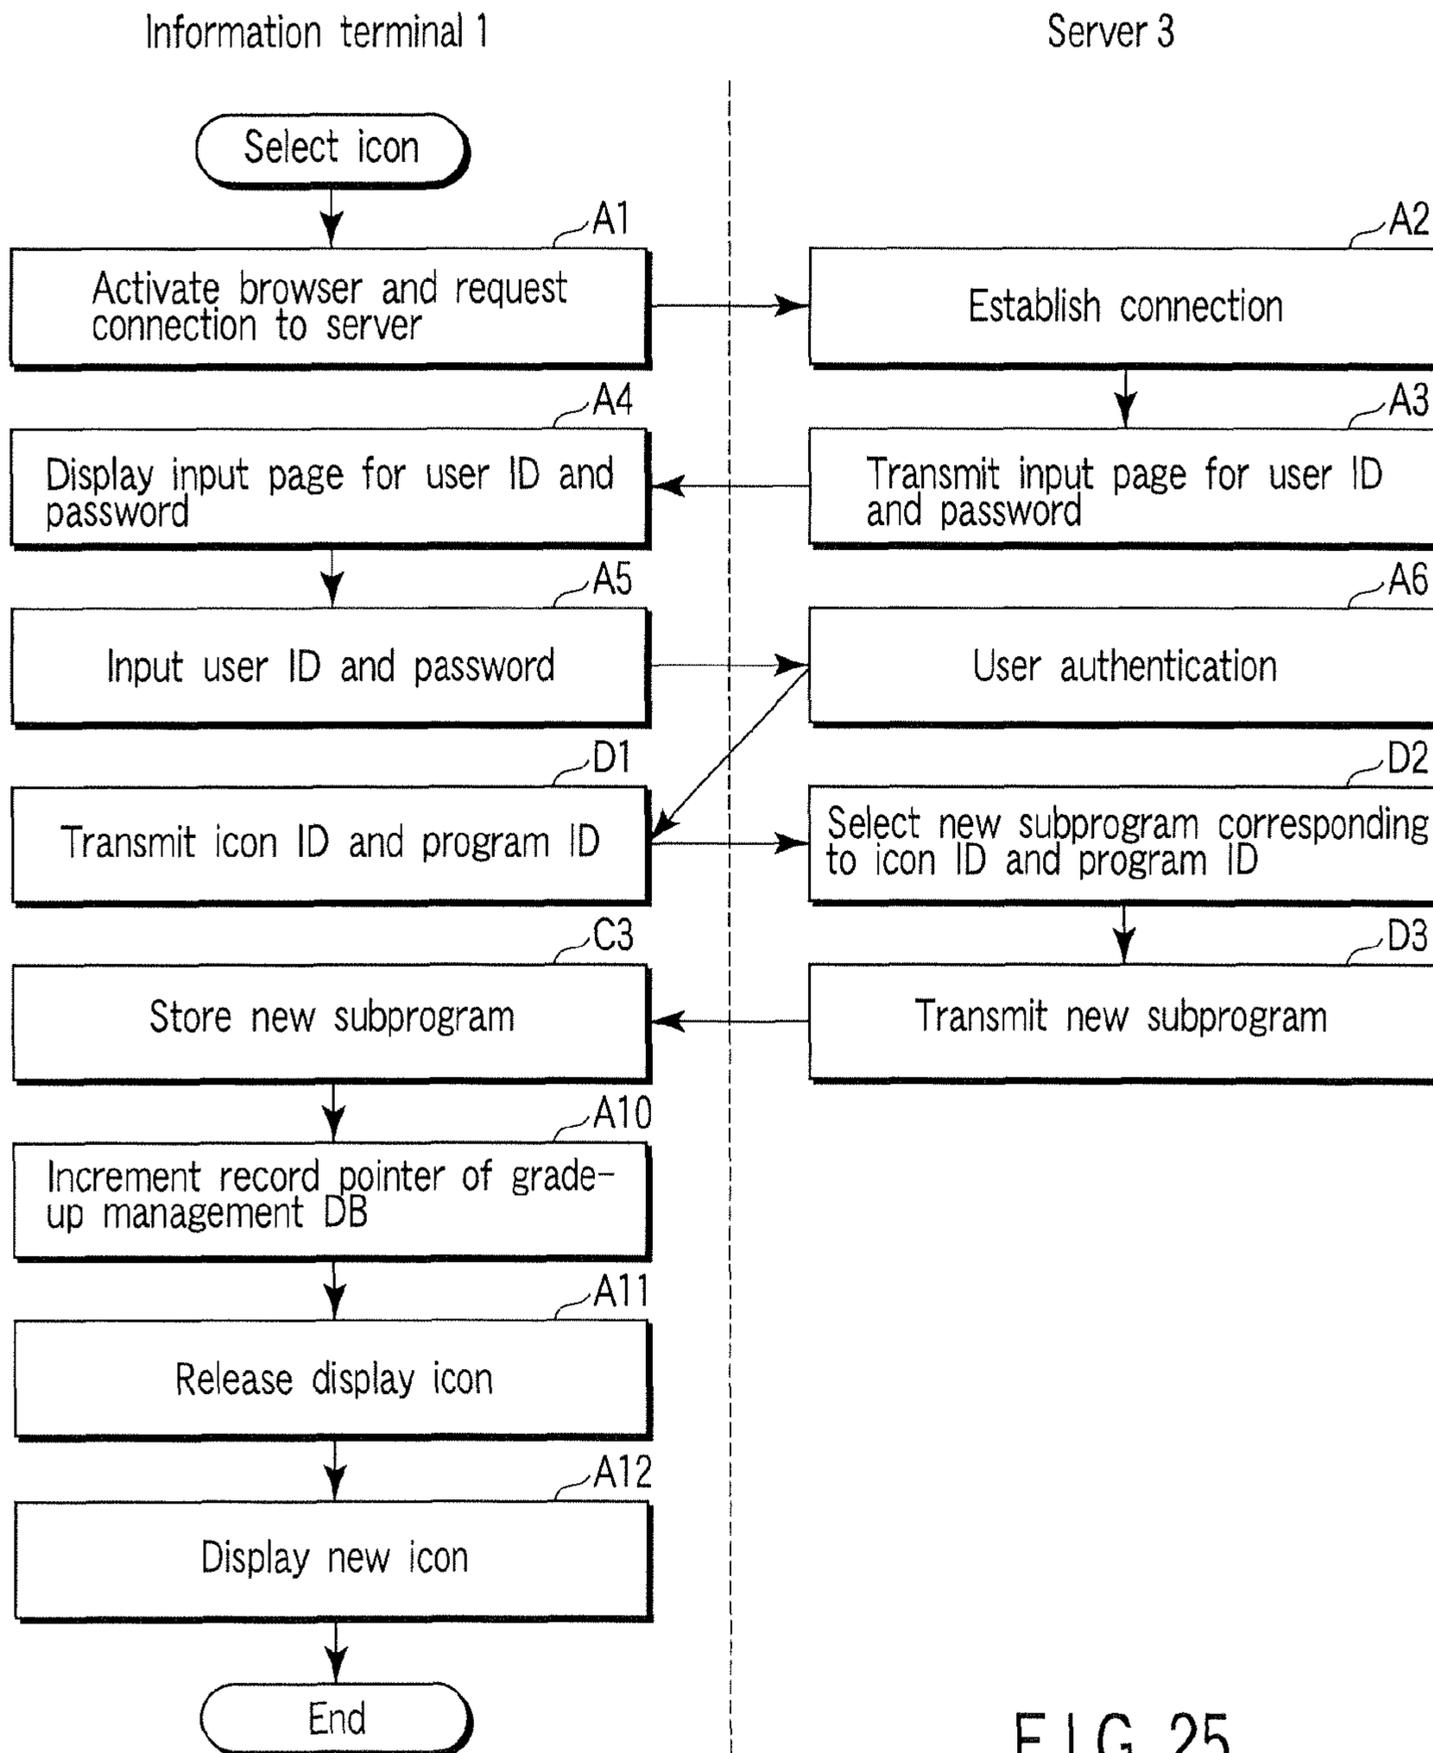 Information terminal 1
Server 3
Select icon
A1
Activate browser and request
connection to server
A2
Establish connection
A4
Display input page for user ID and
password
A3
Transmit input page for user ID
and password
A5
Input user ID and password
A6
User authentication
D1
Transmit icon ID and program ID
D2
Select new subprogram corresponding
to icon ID and program ID
C3
Store new subprogram
D3
Transmit new subprogram
A10
Increment record pointer of grade-
up management DB
A11
Release display icon
A12
Display new icon
End
FIG. 25